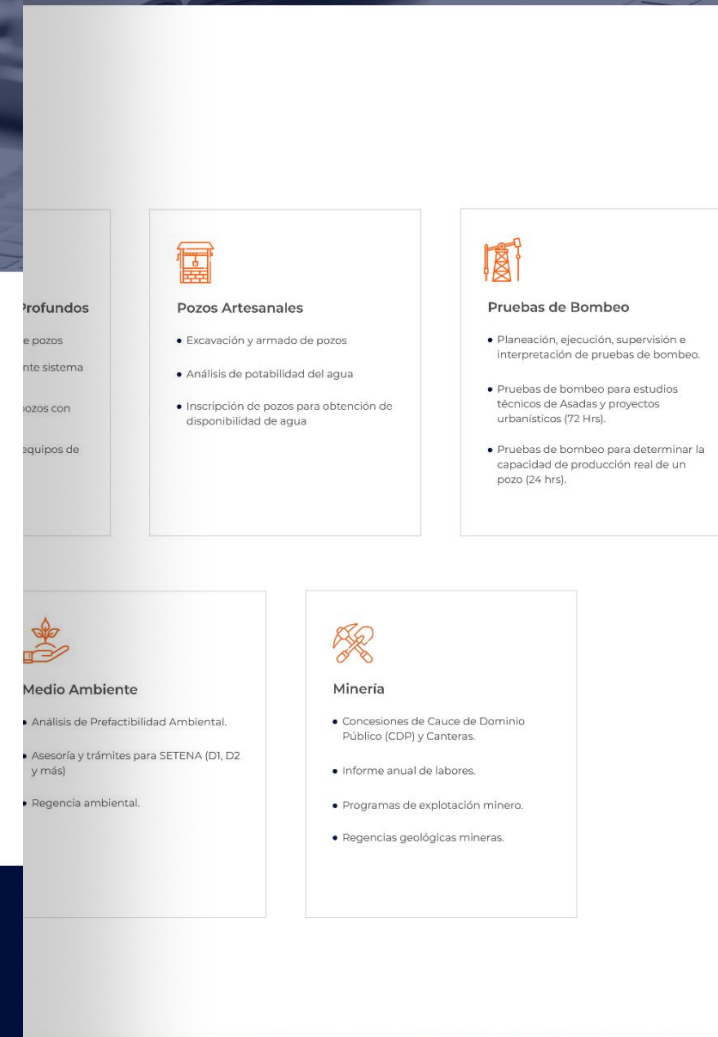 Profundos
e pozos
nte sistema
ozos con
equipos de
Pozos Artesanales
• Excavación y armado de pozos
• Análisis de potabilidad del agua
• Inscripción de pozos para obtención de
disponibilidad de agua
Pruebas de Bombeo
• Planeación, ejecución, supervisión e
interpretación de pruebas de bombeo.
• Pruebas de bombeo para estudios
técnicos de Asadas y proyectos
urbanísticos (72 Hrs).
• Pruebas de bombeo para determinar la
capacidad de producción real de un
pozo (24 hrs).
Medio Ambiente
• Análisis de Prefactibilidad Ambiental.
• Asesoría y trámites para SETENA (D1, D2
y más)
• Regencia ambiental.
Minería
• Concesiones de Cauce de Dominio
Público (CDP) y Canteras.
• Informe anual de labores.
• Programas de explotación minero.
• Regencias geológicas mineras.